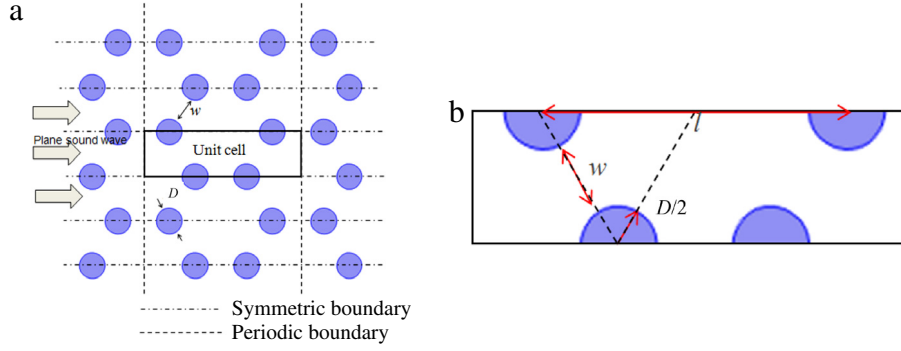 a
w
Plane sound wave
Unit cell
D
Symmetric boundary
Periodic boundary
b
l
w
D/2